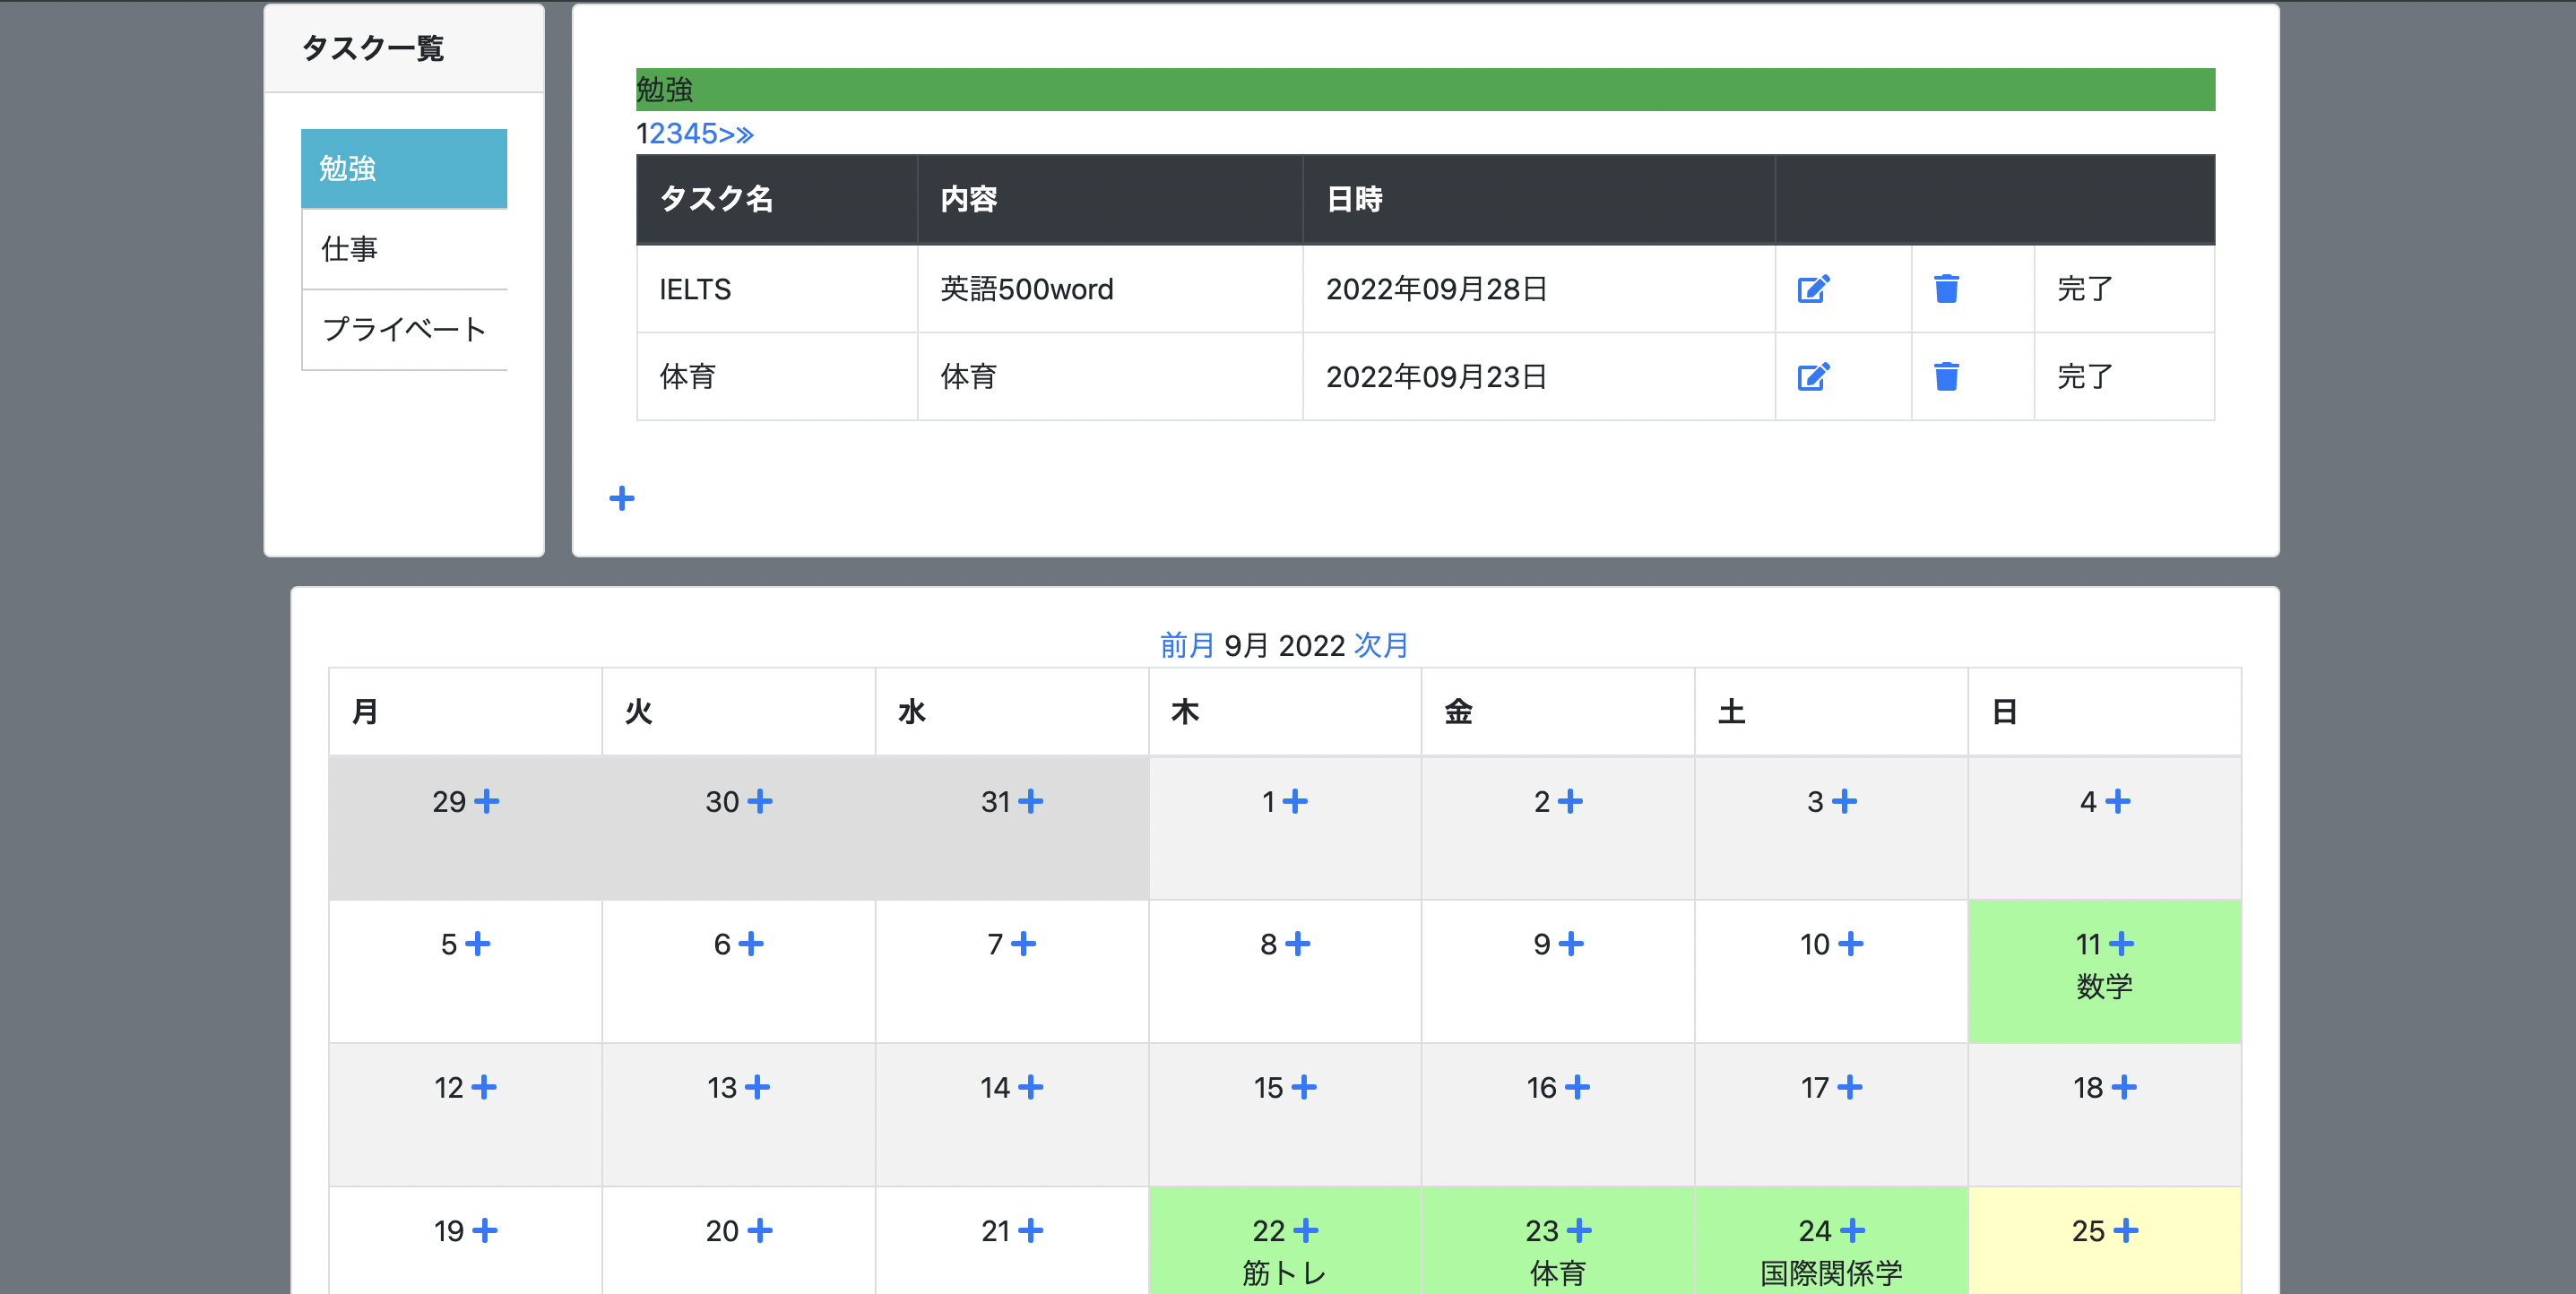 タスク一覧
勉強
仕事
プライベート
勉強
12345>≫
タスク名 内容 日時
IELTS 英語500word 2022年09月28日 完了
体育 体育 2022年09月23日 完了
+
前月 9月 2022 次月
月 火 水 木 金 土 日
29 + 30 + 31 + 1 + 2 + 3 + 4 +
5 + 6 + 7 + 8 + 9 + 10 + 11 +
数学
12 + 13 + 14 + 15 + 16 + 17 + 18 +
19 + 20 + 21 + 22 + 23 + 24 + 25 +
筋トレ 体育 国際関係学